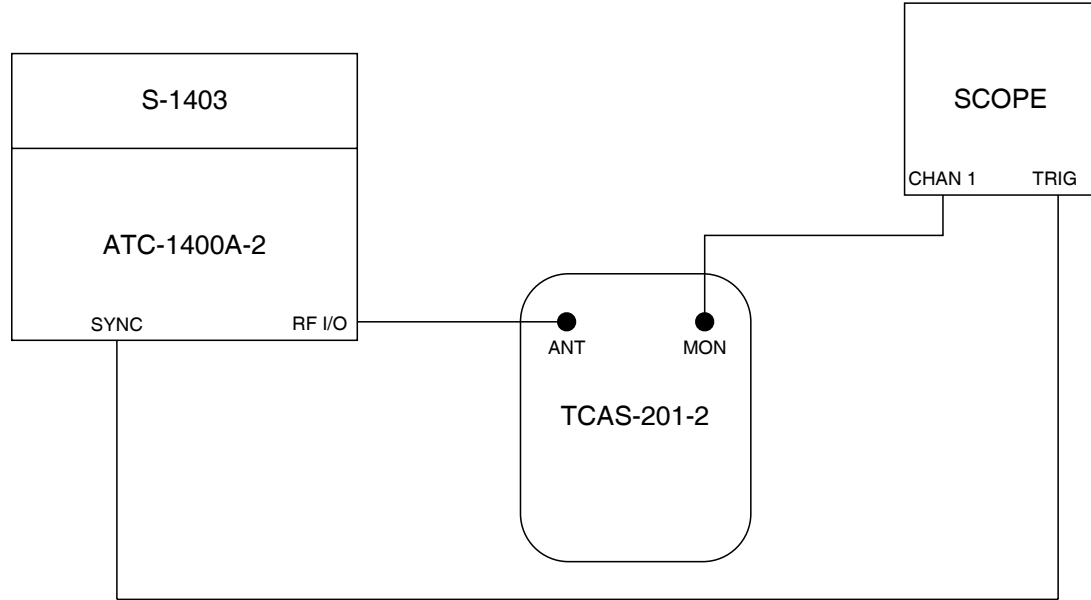 S-1403
ATC-1400A-2
SYNC
RF I/O
SCOPE
CHAN 1
TRIG
ANT
MON
TCAS-201-2